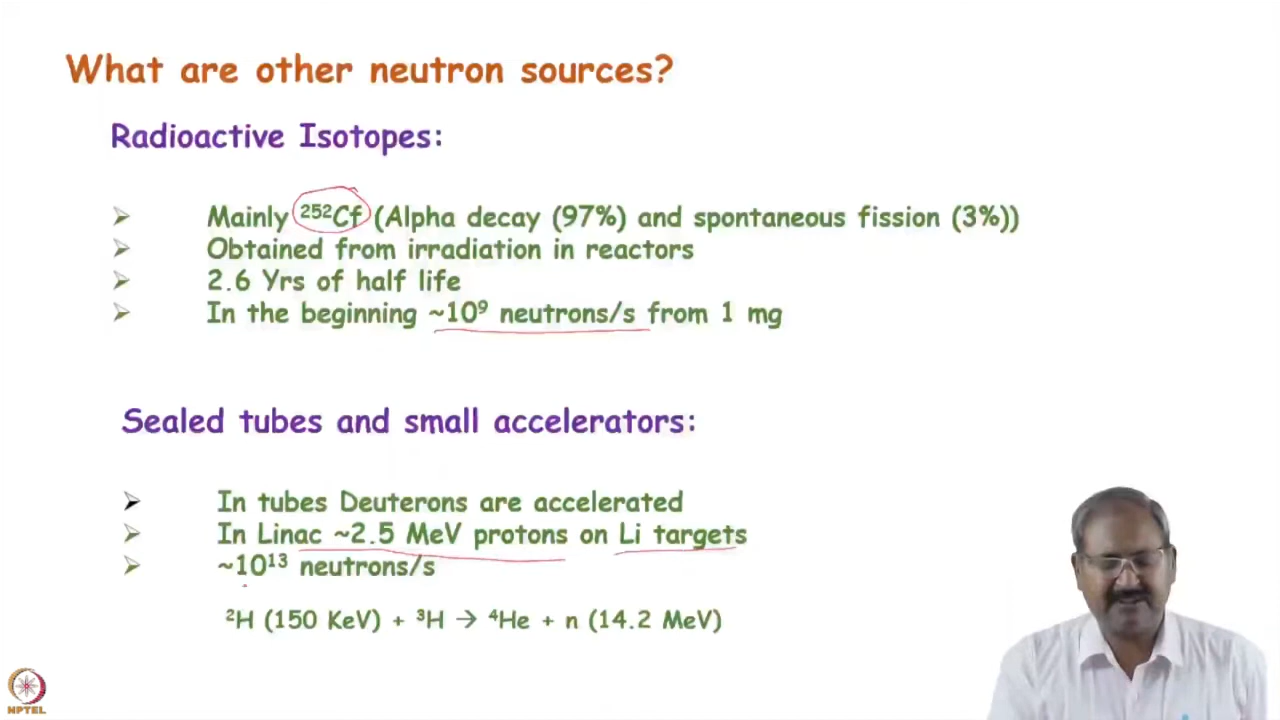 What are other neutron sources?
Radioactive Isotopes:
Mainly ²⁵²Cf (Alpha decay (97%) and spontaneous fission (3%))
Obtained from irradiation in reactors
2.6 Yrs of half life
In the beginning ~10⁹ neutrons/s from 1 mg
Sealed tubes and small accelerators:
In tubes Deuterons are accelerated
In Linac ~2.5 MeV protons on Li targets
~10¹³ neutrons/s
²H (150 KeV) + ³H → ⁴He + n (14.2 MeV)
NPTEL